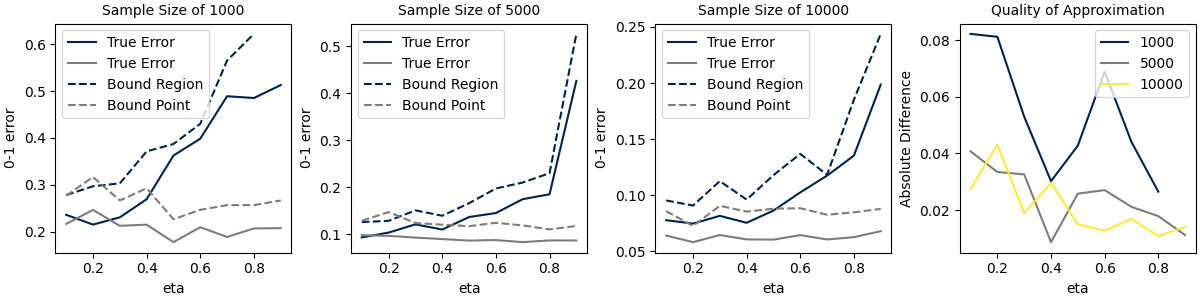 Sample Size of 1000
0-1 error
0.6
0.5
0.4
0.3
0.2
True Error
True Error
Bound Region
Bound Point
0.2 0.4 0.6 0.8
eta
Sample Size of 5000
0-1 error
0.5
0.4
0.3
0.2
0.1
True Error
True Error
Bound Region
Bound Point
0.2 0.4 0.6 0.8
eta
Sample Size of 10000
0-1 error
0.25
0.20
0.15
0.10
0.05
True Error
True Error
Bound Region
Bound Point
0.2 0.4 0.6 0.8
eta
Quality of Approximation
Absolute Difference
0.08
0.06
0.04
0.02
1000
5000
10000
0.2 0.4 0.6 0.8
eta